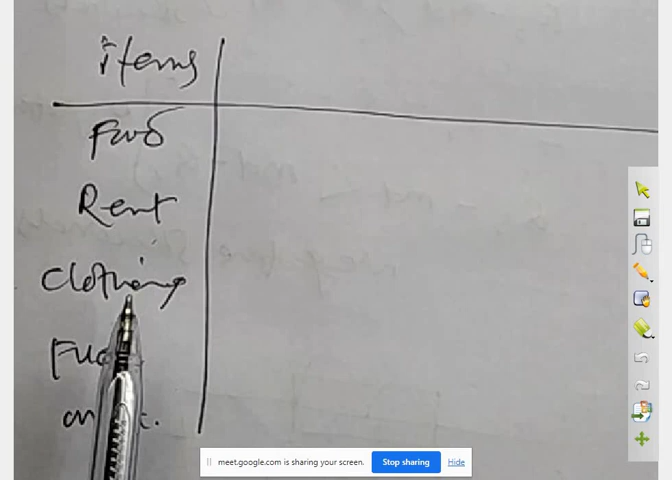 items
Food
Rent
Clothing
meet.google.com is sharing your screen. Stop sharing Hide